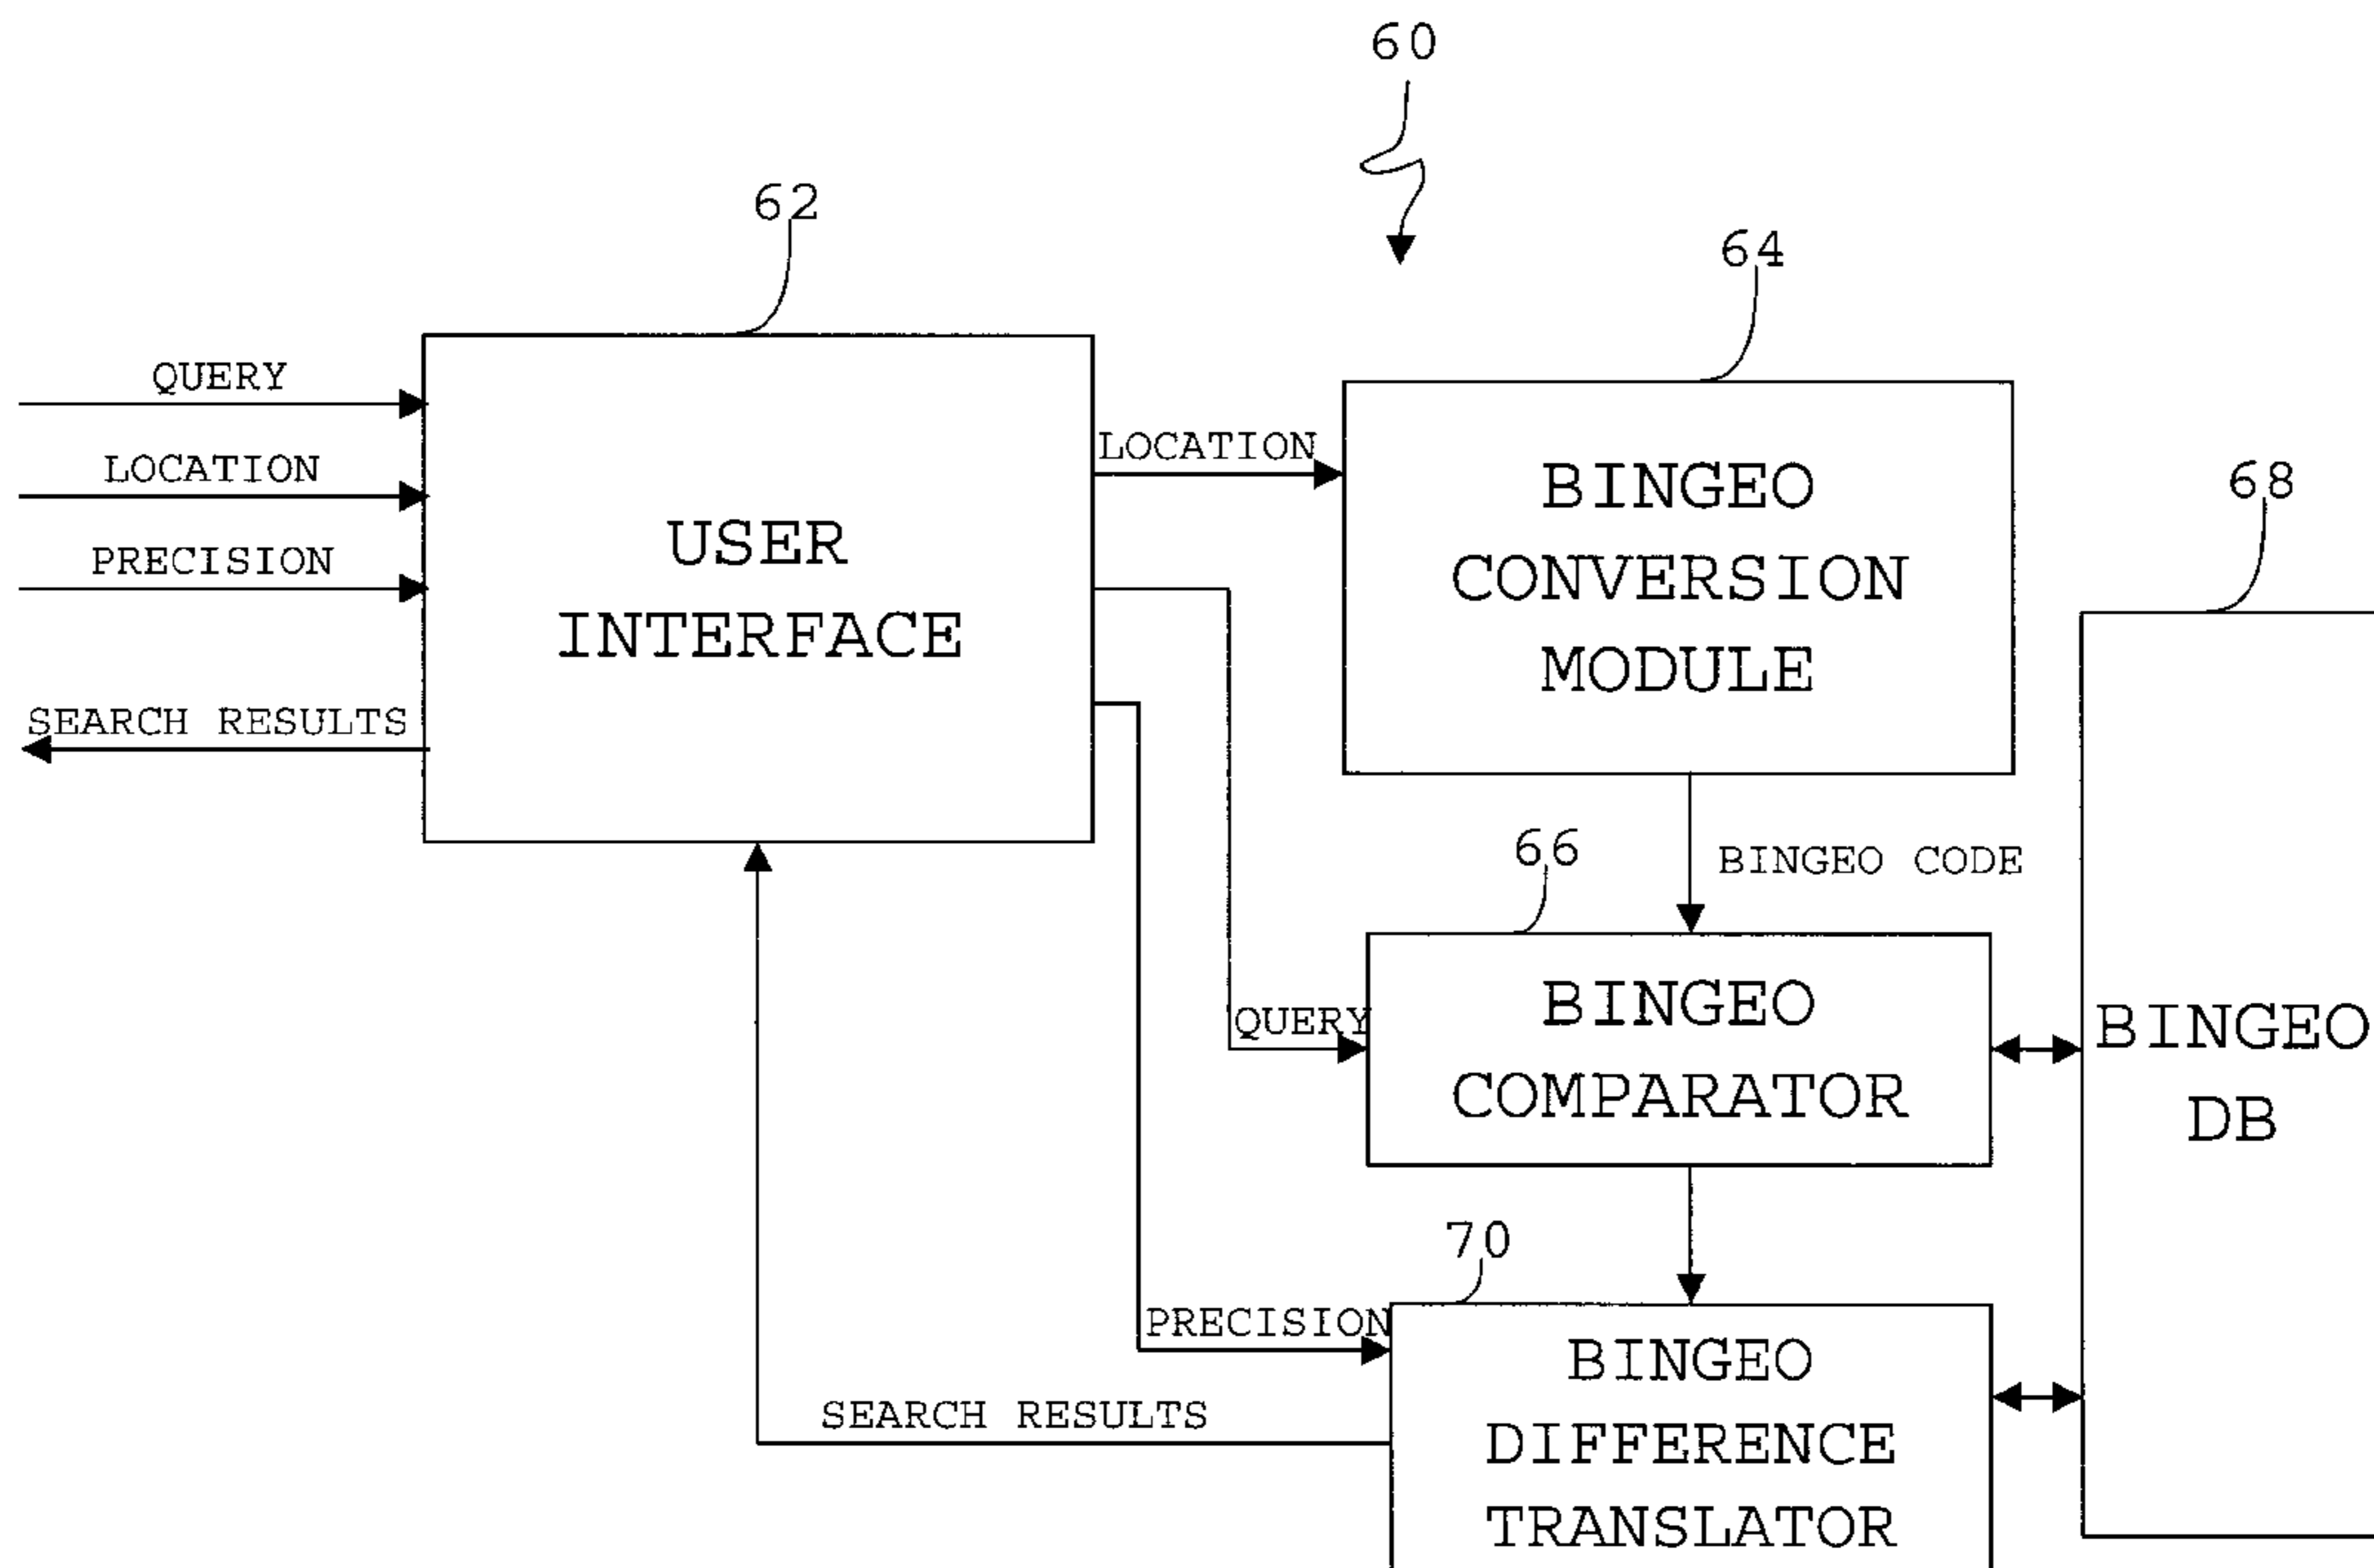 60
62
64
QUERY
LOCATION
PRECISION
SEARCH RESULTS
USER
INTERFACE
LOCATION
BINGEO
CONVERSION
MODULE
68
BINGEO CODE
66
QUERY
BINGEO
COMPARATOR
BINGEO
DB
70
PRECISION
SEARCH RESULTS
BINGEO
DIFFERENCE
TRANSLATOR